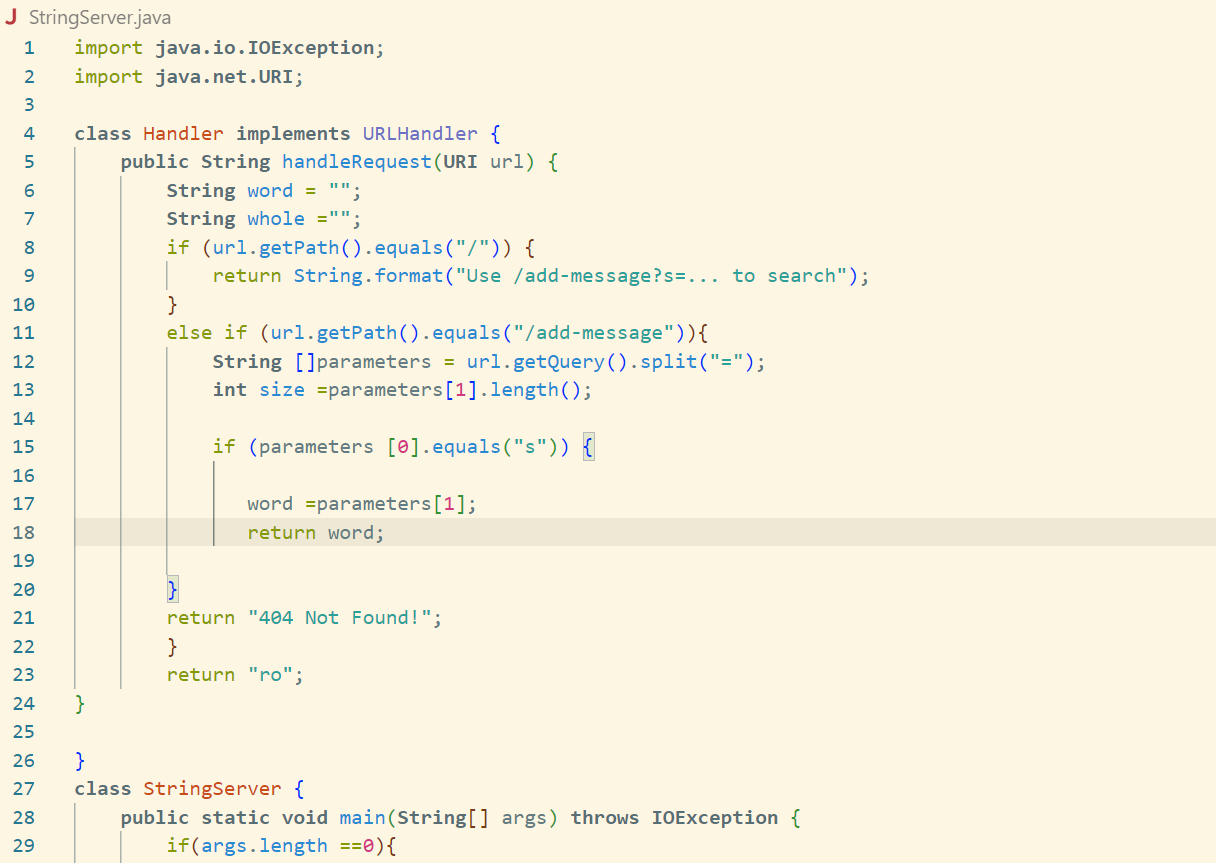 J StringServer.java
1 import java.io.IOException;
2 import java.net.URI;
3
4 class Handler implements URLHandler {
5 public String handleRequest(URI url) {
6 String word = "";
7 String whole ="";
8 if (url.getPath().equals("/")) {
9 return String.format("Use /add-message?s=... to search");
10 }
11 else if (url.getPath().equals("/add-message")){
12 String []parameters = url.getQuery().split("=");
13 int size =parameters[1].length();
14
15 if (parameters [0].equals("s")) {
16
17 word =parameters[1];
18 return word;
19
20 }
21 return "404 Not Found!";
22 }
23 return "ro";
24 }
25
26 }
27 class StringServer {
28 public static void main(String[] args) throws IOException {
29 if(args.length ==0){